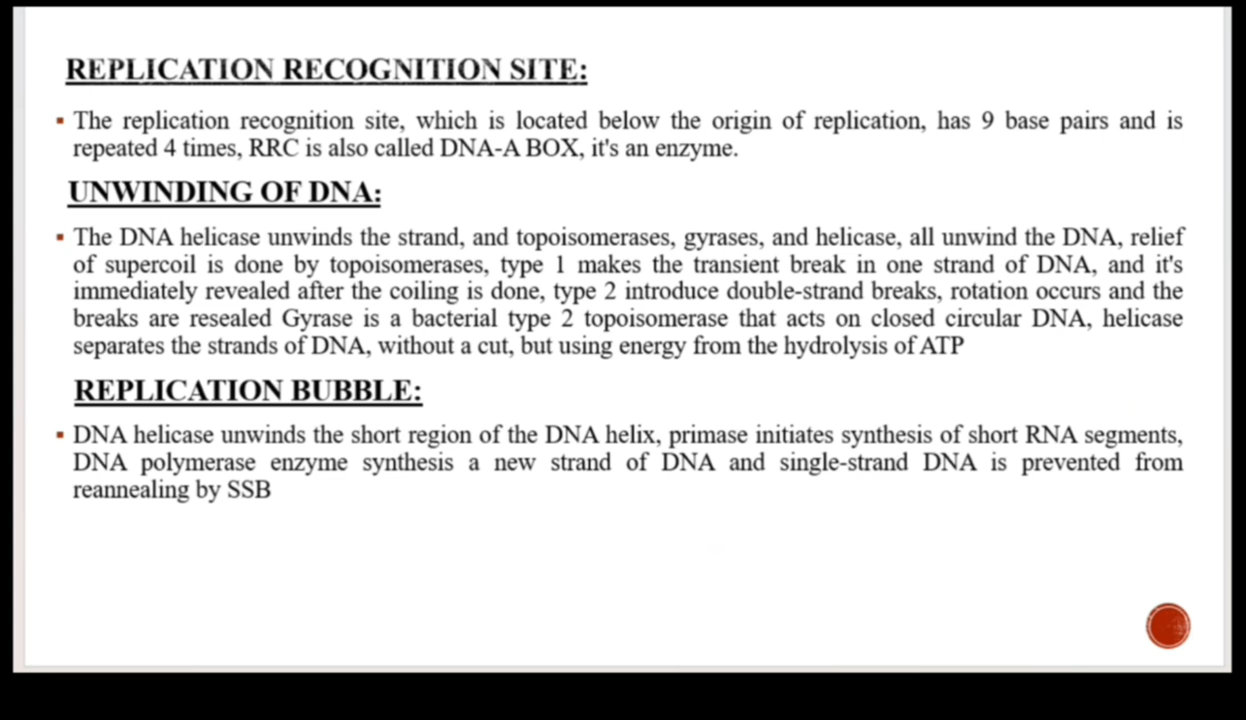 REPLICATION RECOGNITION SITE:
▪ The replication recognition site, which is located below the origin of replication, has 9 base pairs and is
repeated 4 times, RRC is also called DNA-A BOX, it's an enzyme.
UNWINDING OF DNA:
▪ The DNA helicase unwinds the strand, and topoisomerases, gyrases, and helicase, all unwind the DNA, relief
of supercoil is done by topoisomerases, type 1 makes the transient break in one strand of DNA, and it's
immediately revealed after the coiling is done, type 2 introduce double-strand breaks, rotation occurs and the
breaks are resealed Gyrase is a bacterial type 2 topoisomerase that acts on closed circular DNA, helicase
separates the strands of DNA, without a cut, but using energy from the hydrolysis of ATP
REPLICATION BUBBLE:
▪ DNA helicase unwinds the short region of the DNA helix, primase initiates synthesis of short RNA segments,
DNA polymerase enzyme synthesis a new strand of DNA and single-strand DNA is prevented from
reannealing by SSB